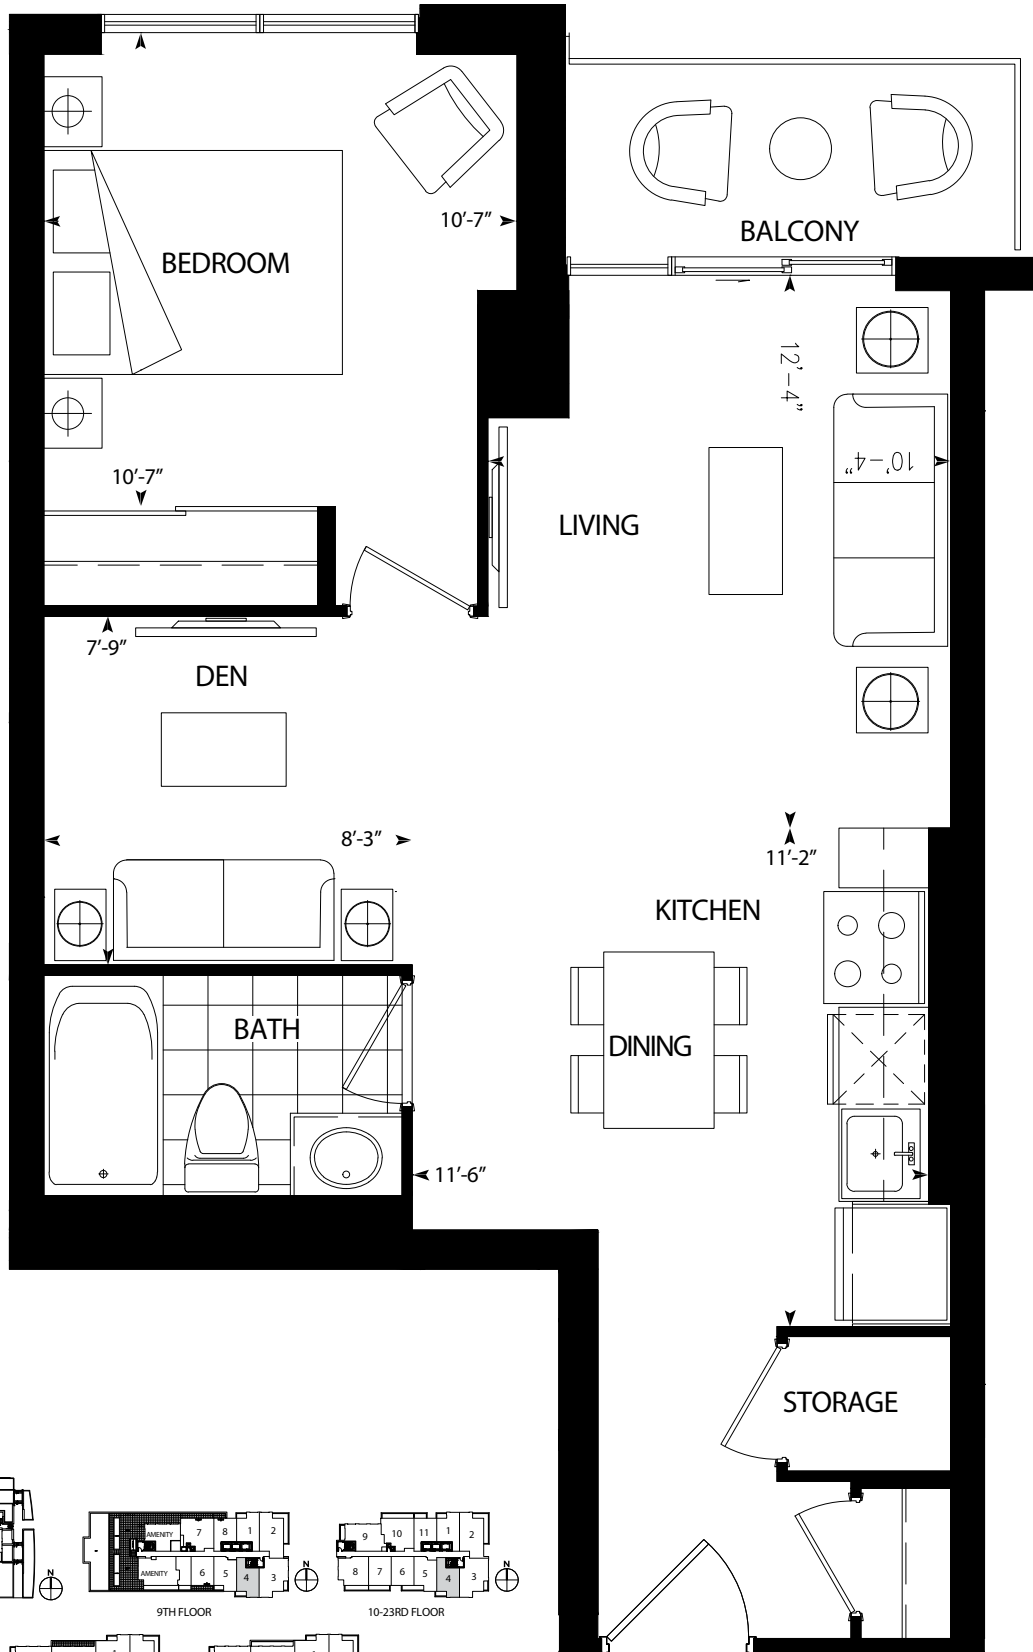 BALCONY
10'-7"
BEDROOM
12'-4"
10'-4"
10'-7"
LIVING
7'-9"
DEN
8'-3"
11'-2"
KITCHEN
BATH
DINING
11'-6"
STORAGE
AMENITY 7 8 1 2
AMENITY 6 5 4 3
N
9TH FLOOR
9 10 11 1 2
8 7 6 5 4 3
N
10-23RD FLOOR
N